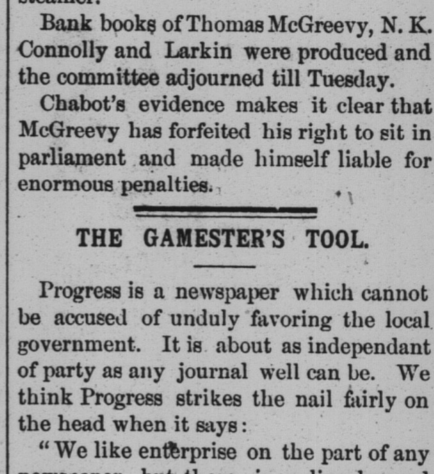 steamer.
Bank books of Thomas McGreevy, N. K.
Connolly and Larkin were produced and
the committee adjourned till Tuesday.
Chabot's evidence makes it clear that
McGreevy has forfeited his right to sit in
parliament and made himself liable for
enormous penalties.
THE GAMESTER'S TOOL.
Progress is a newspaper which cannot
be accused of unduly favoring the local
government. It is about as independant
of party as any journal well can be. We
think Progress strikes the nail fairly on
the head when it says:
"We like enterprise on the part of any